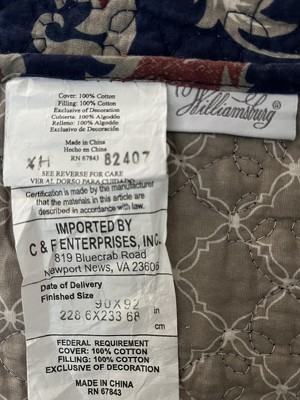 Cover: 100% Cotton
Filling: 100% Cotton
Exclusive of Decoration
Cubierta: 100% Algodón
Relleno: 100% Algodón
Exclusivo de Decoración
Made in China
Hecho en China
RN 67843 82407
SEE REVERSE FOR CARE
VER AL DORSO PARA CUIDADO
Williamsburg
Certification is made by the manufacturer
that the materials in this article are
described in accordance with law.
IMPORTED BY
C & F ENTERPRISES, INC.
819 Bluecrab Road
Newport News, VA 23606
Date of Delivery
Finished Size
90X92 in
228.6X233.68 cm
FEDERAL REQUIREMENT
COVER: 100% COTTON
FILLING: 100% COTTON
EXCLUSIVE OF DECORATION
MADE IN CHINA
RN 67843